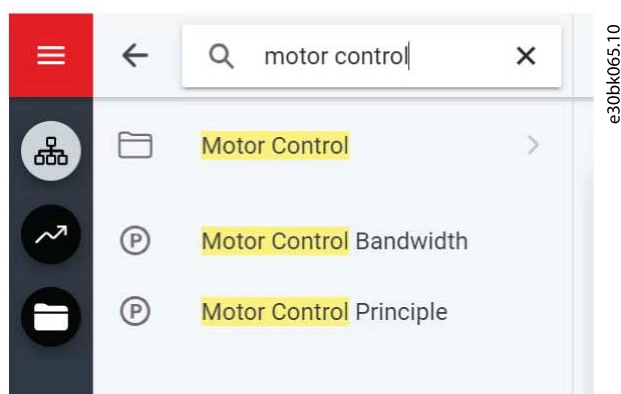 motor control
Motor Control
P Motor Control Bandwidth
P Motor Control Principle
e30bk065.10